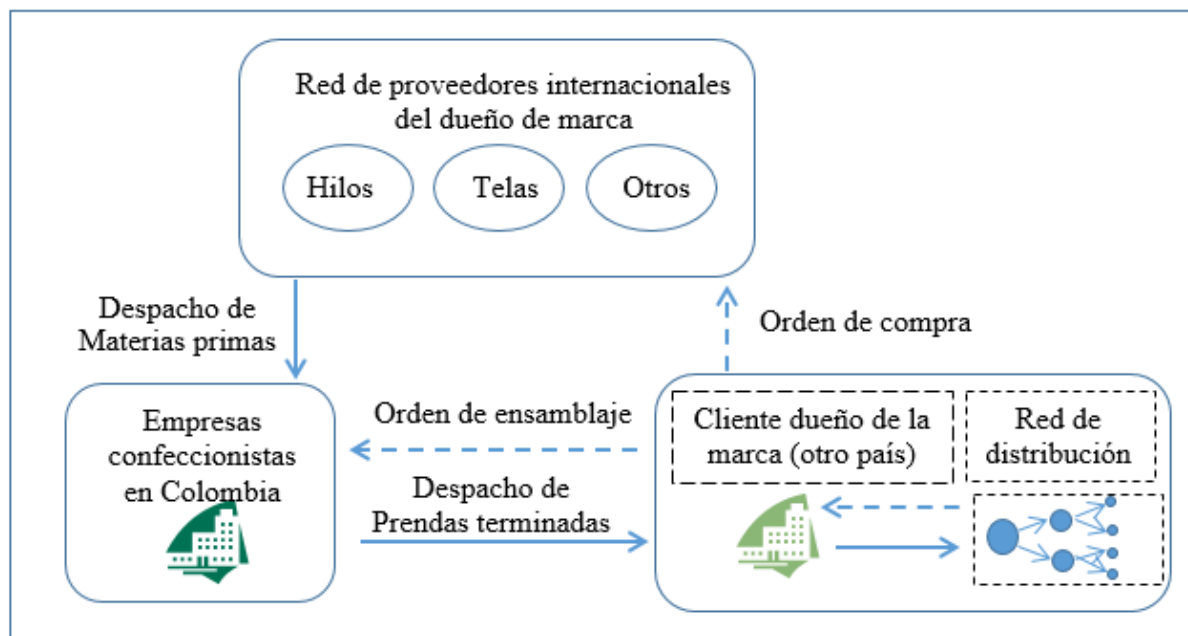 Red de proveedores internacionales
del dueño de marca
Hilos
Telas
Otros
Despacho de
Materias primas
Orden de compra
Empresas
confeccionistas
en Colombia
Orden de ensamblaje
Despacho de
Prendas terminadas
Cliente dueño de la
marca (otro país)
Red de
distribución